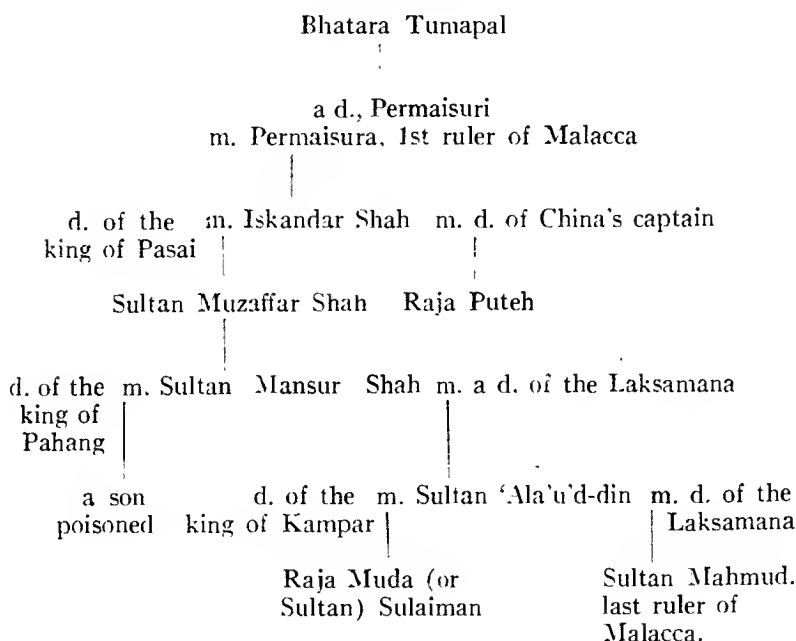 Bhatara Tumapal
a d., Permaisuri
m. Permaisura, 1st ruler of Malacca
d. of the m. Iskandar Shah m. d. of China's captain
king of Pasai
Sultan Muzaffar Shah Raja Puteh
d. of the m. Sultan Mansur Shah m. a d. of the Laksamana
king of
Pahang
a son d. of the m. Sultan ‘Ala'u'd-din m. d. of the
poisoned king of Kampar Laksamana
Raja Muda (or Sultan Mahmud.
Sultan) Sulaiman last ruler of
Malacca.